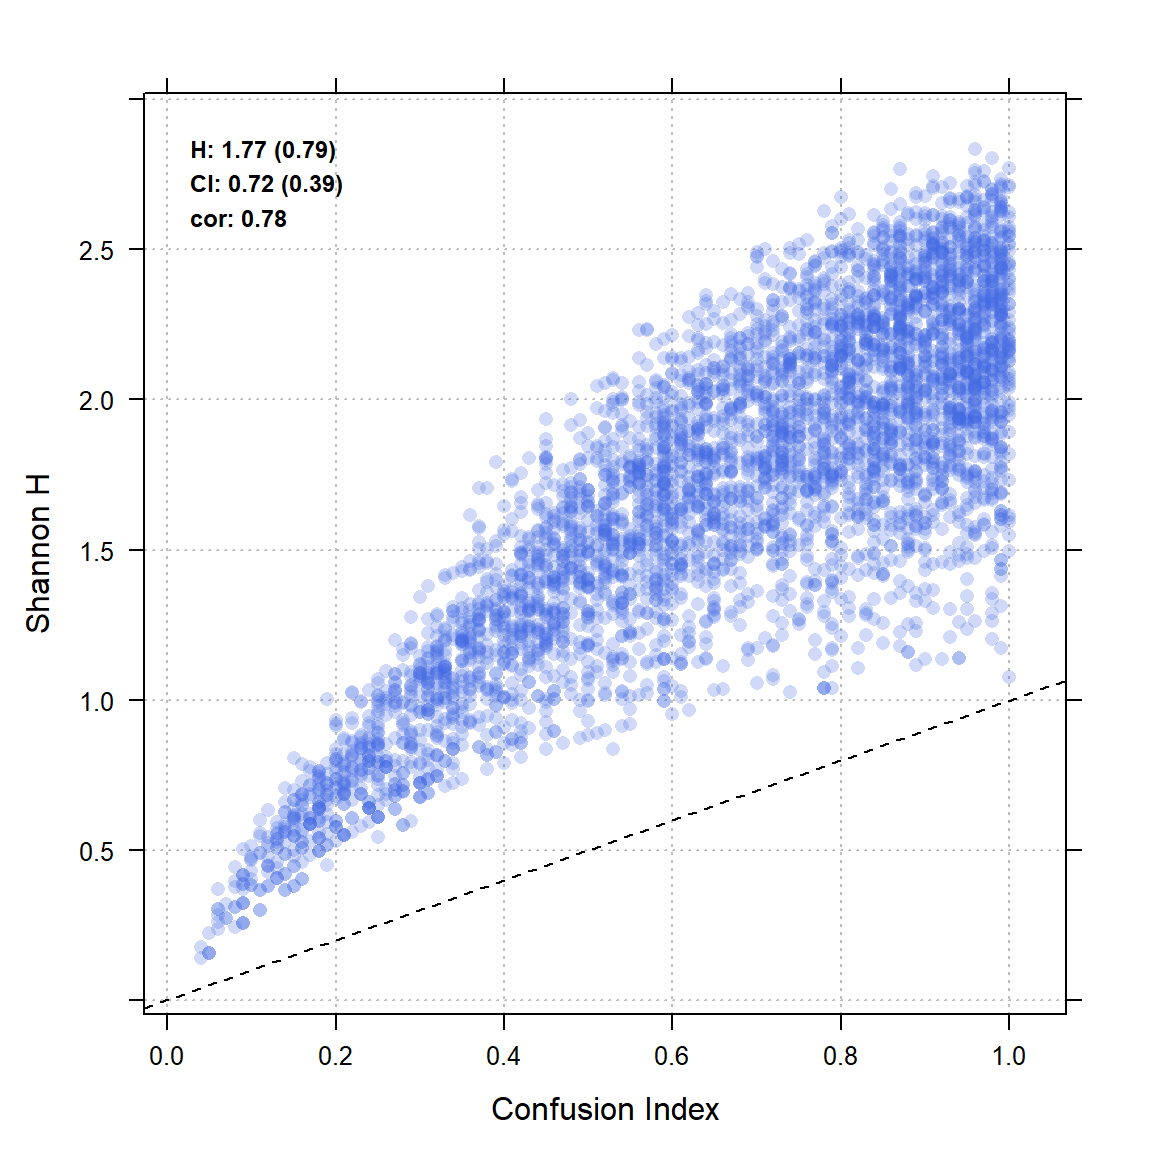 H: 1.77 (0.79)
CI: 0.72 (0.39)
cor: 0.78
2.5
2.0
1.5
1.0
0.5
Shannon H
0.0 0.2 0.4 0.6 0.8 1.0
Confusion Index